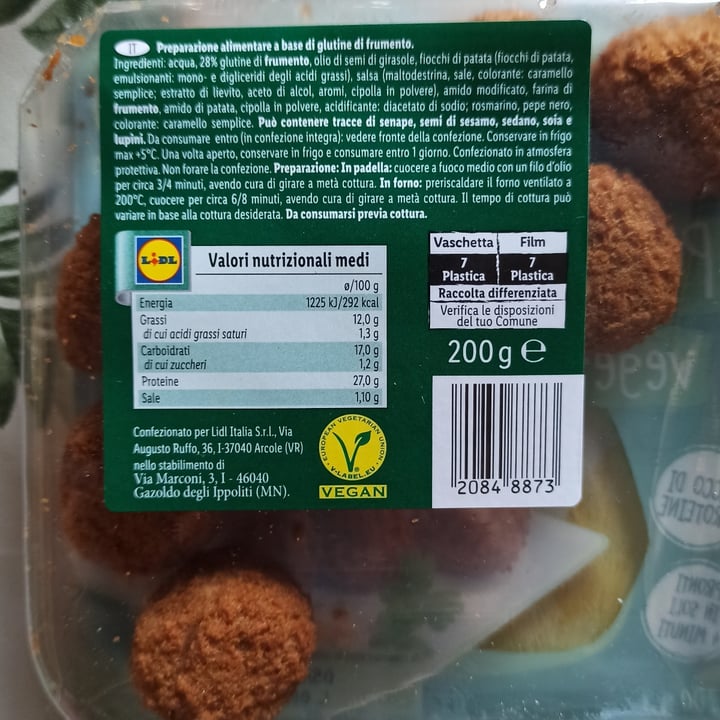 IT Preparazione alimentare a base di glutine di frumento.
Ingredienti: acqua, 28% glutine di frumento, olio di semi di girasole, fiocchi di patata (fiocchi di patata,
emulsionanti: mono- e digliceridi degli acidi grassi), salsa (maltodestrina, sale, colorante: caramello
semplice; estratto di lievito, aceto di alcol, aromi, cipolla in polvere), amido modificato, farina di
frumento, amido di patata, cipolla in polvere, acidificante: diacetato di sodio; rosmarino, pepe nero,
colorante: caramello semplice. Può contenere tracce di senape, semi di sesamo, sedano, soia e
lupini. Da consumare entro (in confezione integra): vedere fronte della confezione. Conservare in frigo
max +5°C. Una volta aperto, conservare in frigo e consumare entro 1 giorno. Confezionato in atmosfera
protettiva. Non forare la confezione. Preparazione: In padella: cuocere a fuoco medio con un filo d'olio
per circa 3/4 minuti, avendo cura di girare a metà cottura. In forno: preriscaldare il forno ventilato a
200°C, cuocere per circa 6/8 minuti, avendo cura di girare a metà cottura. Il tempo di cottura può
variare in base alla cottura desiderata. Da consumarsi previa cottura.
LIDL
Valori nutrizionali medi
ø/100 g
Energia 1225 kJ/292 kcal
Grassi 12,0 g
di cui acidi grassi saturi 1,3 g
Carboidrati 17,0 g
di cui zuccheri 1,2 g
Proteine 27,0 g
Sale 1,10 g
Vaschetta Film
7 7
Plastica Plastica
Raccolta differenziata
Verifica le disposizioni
del tuo Comune
200 g e
Confezionato per Lidl Italia S.r.l., Via
Augusto Ruffo, 36, I-37040 Arcole (VR)
nello stabilimento di
Via Marconi, 3, I - 46040
Gazoldo degli Ippoliti (MN).
EUROPEAN VEGETARIAN UNION
V-LABEL.EU
VEGAN
2084 8873